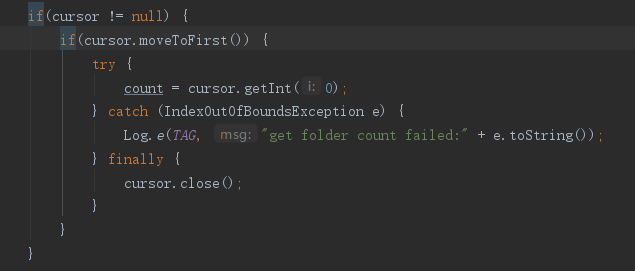 if(cursor != null) {
if(cursor.moveToFirst()) {
try {
count = cursor.getInt( i: 0);
} catch (IndexOutOfBoundsException e) {
Log.e(TAG, msg: "get folder count failed:" + e.toString());
} finally {
cursor.close();
}
}
}